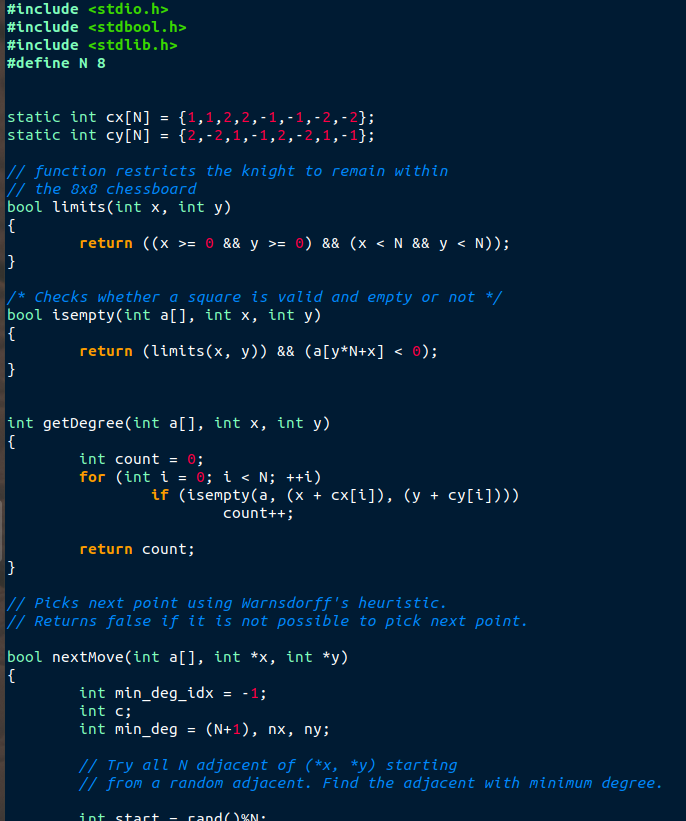 #include <stdio.h>
#include <stdbool.h>
#include <stdlib.h>
#define N 8
static int cx[N] = {1,1,2,2,-1,-1,-2,-2};
static int cy[N] = {2,-2,1,-1,2,-2,1,-1};
// function restricts the knight to remain within
// the 8x8 chessboard
bool limits(int x, int y)
{
return ((x >= 0 && y >= 0) && (x < N && y < N));
}
/* Checks whether a square is valid and empty or not */
bool isempty(int a[], int x, int y)
{
return (limits(x, y)) && (a[y*N+x] < 0);
}
int getDegree(int a[], int x, int y)
{
int count = 0;
for (int i = 0; i < N; ++i)
if (isempty(a, (x + cx[i]), (y + cy[i])))
count++;
return count;
}
// Picks next point using Warnsdorff's heuristic.
// Returns false if it is not possible to pick next point.
bool nextMove(int a[], int *x, int *y)
{
int min_deg_idx = -1;
int c;
int min_deg = (N+1), nx, ny;
// Try all N adjacent of (*x, *y) starting
// from a random adjacent. Find the adjacent with minimum degree.
int start = rand()%N;